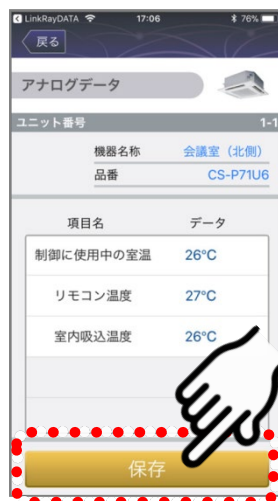 LinkRayDATA 17:06 76%
戻る
アナログデータ
ユニット番号 1-1
機器名称 会議室（北側）
品番 CS-P71U6
項目名 データ
制御に使用中の室温 26°C
リモコン温度 27°C
室内吸込温度 26°C
保存